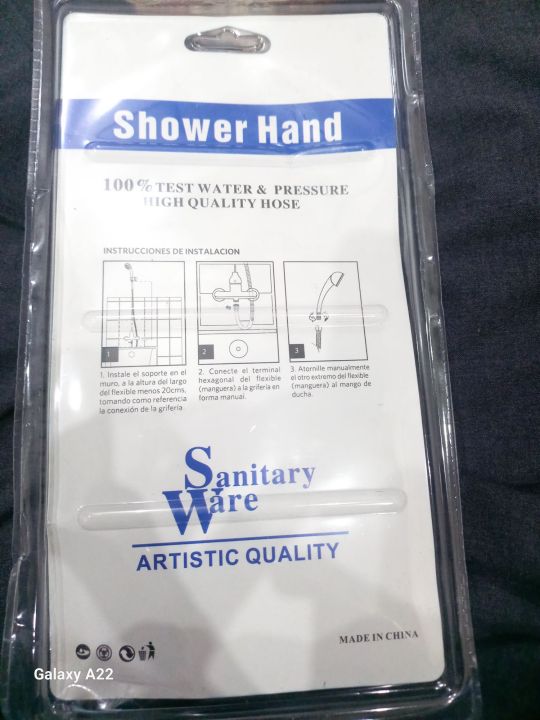 Shower Hand
100% TEST WATER & PRESSURE
HIGH QUALITY HOSE
INSTRUCCIONES DE INSTALACION
1
2
3
1. Instale el soporte en el
muro, a la altura del largo
del flexible menos 20cms,
tomando como referencia
la conexión de la grifería
2. Conecte el terminal
hexagonal del flexible
(manguera) a la grifería en
forma manual.
3. Atornille manualmente
el otro extremo del flexible
(manguera) al mango de
ducha.
Sanitary
Ware
ARTISTIC QUALITY
MADE IN CHINA
Galaxy A22